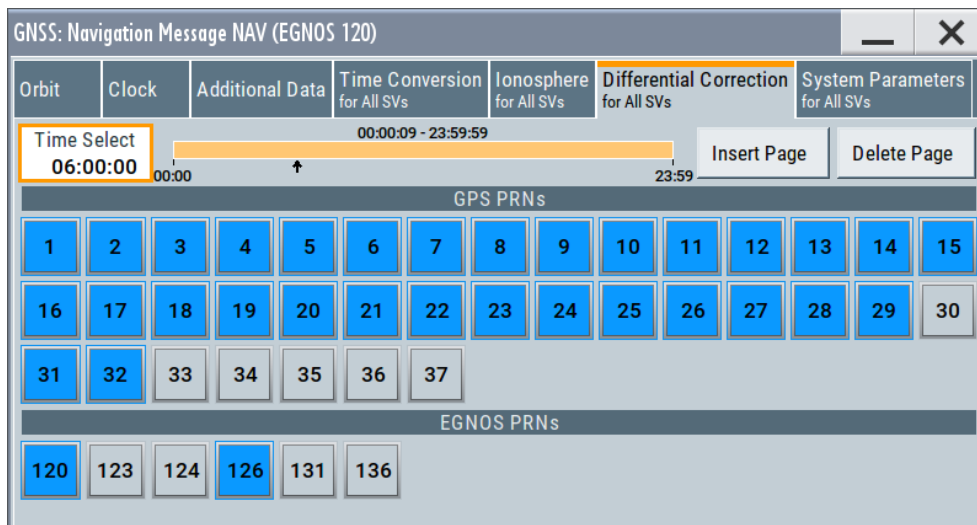 GNSS: Navigation Message NAV (EGNOS 120)
Orbit Clock Additional Data Time Conversion for All SVs Ionosphere for All SVs Differential Correction for All SVs System Parameters for All SVs
Time Select 00:00:09 - 23:59:59 Insert Page Delete Page
06:00:00 00:00 23:59
GPS PRNs
1 2 3 4 5 6 7 8 9 10 11 12 13 14 15
16 17 18 19 20 21 22 23 24 25 26 27 28 29 30
31 32 33 34 35 36 37
EGNOS PRNs
120 123 124 126 131 136